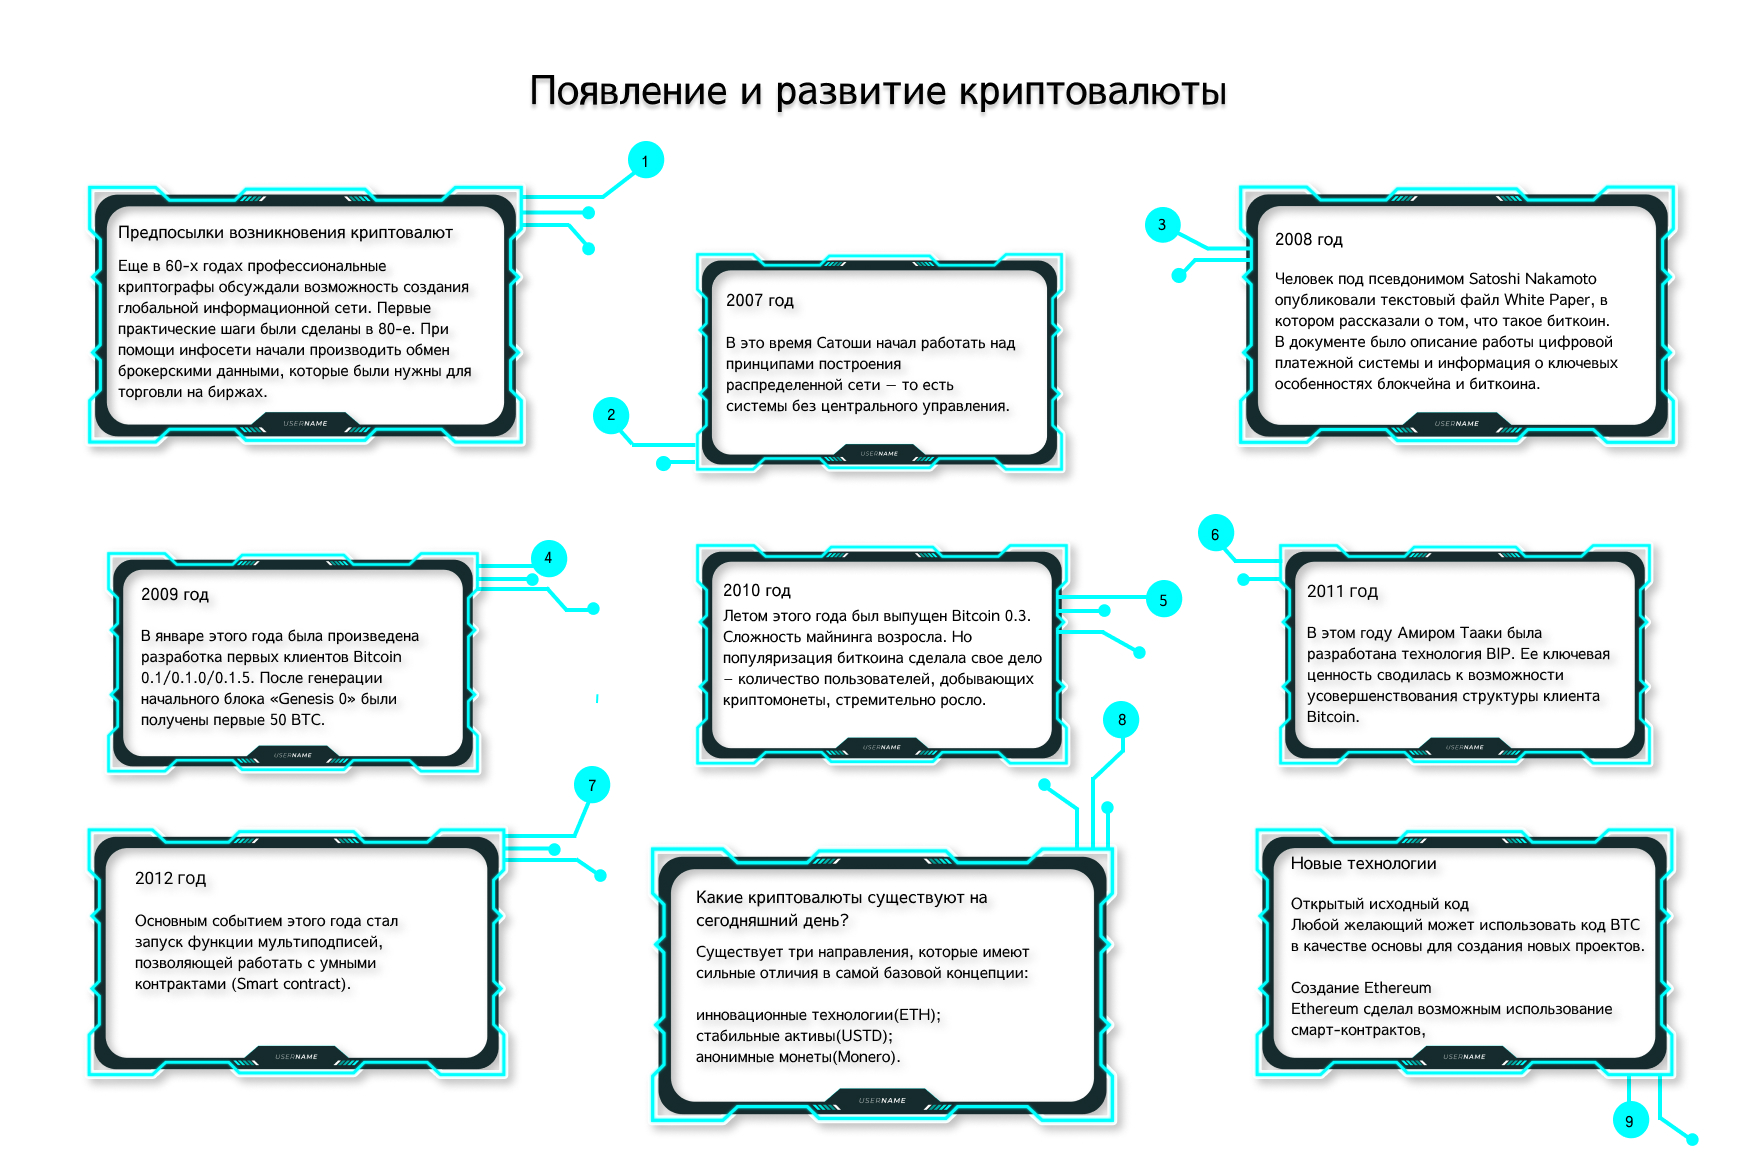 Появление и развитие криптовалюты
1
Предпосылки возникновения криптовалют
Еще в 60-х годах профессиональные
криптографы обсуждали возможность создания
глобальной информационной сети. Первые
практические шаги были сделаны в 80-е. При
помощи инфосети начали производить обмен
брокерскими данными, которые были нужны для
торговли на биржах.
USERNAME
2
2007 год
В это время Сатоши начал работать над
принципами построения
распределенной сети – то есть
системы без центрального управления.
USERNAME
3
2008 год
Человек под псевдонимом Satoshi Nakamoto
опубликовали текстовый файл White Paper, в
котором рассказали о том, что такое биткоин.
В документе было описание работы цифровой
платежной системы и информация о ключевых
особенностях блокчейна и биткоина.
USERNAME
4
2009 год
В январе этого года была произведена
разработка первых клиентов Bitcoin
0.1/0.1.0/0.1.5. После генерации
начального блока «Genesis 0» были
получены первые 50 BTC.
USERNAME
5
2010 год
Летом этого года был выпущен Bitcoin 0.3.
Сложность майнинга возросла. Но
популяризация биткоина сделала свое дело
– количество пользователей, добывающих
криптомонеты, стремительно росло.
USERNAME
6
2011 год
В этом году Амиром Тааки была
разработана технология BIP. Ее ключевая
ценность сводилась к возможности
усовершенствования структуры клиента
Bitcoin.
USERNAME
7
2012 год
Основным событием этого года стал
запуск функции мультиподписей,
позволяющей работать с умными
контрактами (Smart contract).
USERNAME
8
Какие криптовалюты существуют на
сегодняшний день?
Существует три направления, которые имеют
сильные отличия в самой базовой концепции:
инновационные технологии(ETH);
стабильные активы(USTD);
анонимные монеты(Monero).
USERNAME
Новые технологии
Открытый исходный код
Любой желающий может использовать код BTC
в качестве основы для создания новых проектов.
Создание Ethereum
Ethereum сделал возможным использование
смарт-контрактов,
USERNAME
9